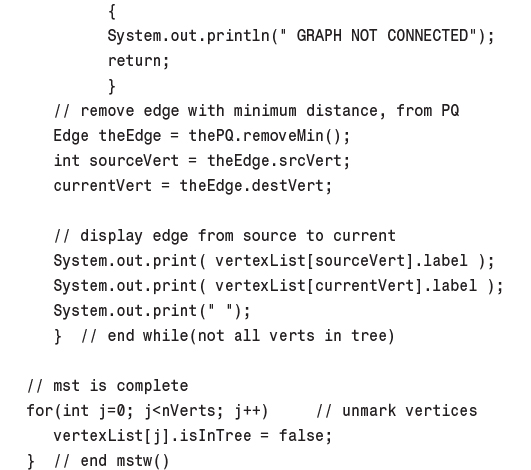 {
System.out.println(" GRAPH NOT CONNECTED");
return;
}
// remove edge with minimum distance, from PQ
Edge theEdge = thePQ.removeMin();
int sourceVert = theEdge.srcVert;
currentVert = theEdge.destVert;
// display edge from source to current
System.out.print( vertexList[sourceVert].label );
System.out.print( vertexList[currentVert].label );
System.out.print(" ");
} // end while(not all verts in tree)
// mst is complete
for(int j=0; j<nVerts; j++) // unmark vertices
vertexList[j].isInTree = false;
} // end mstw()